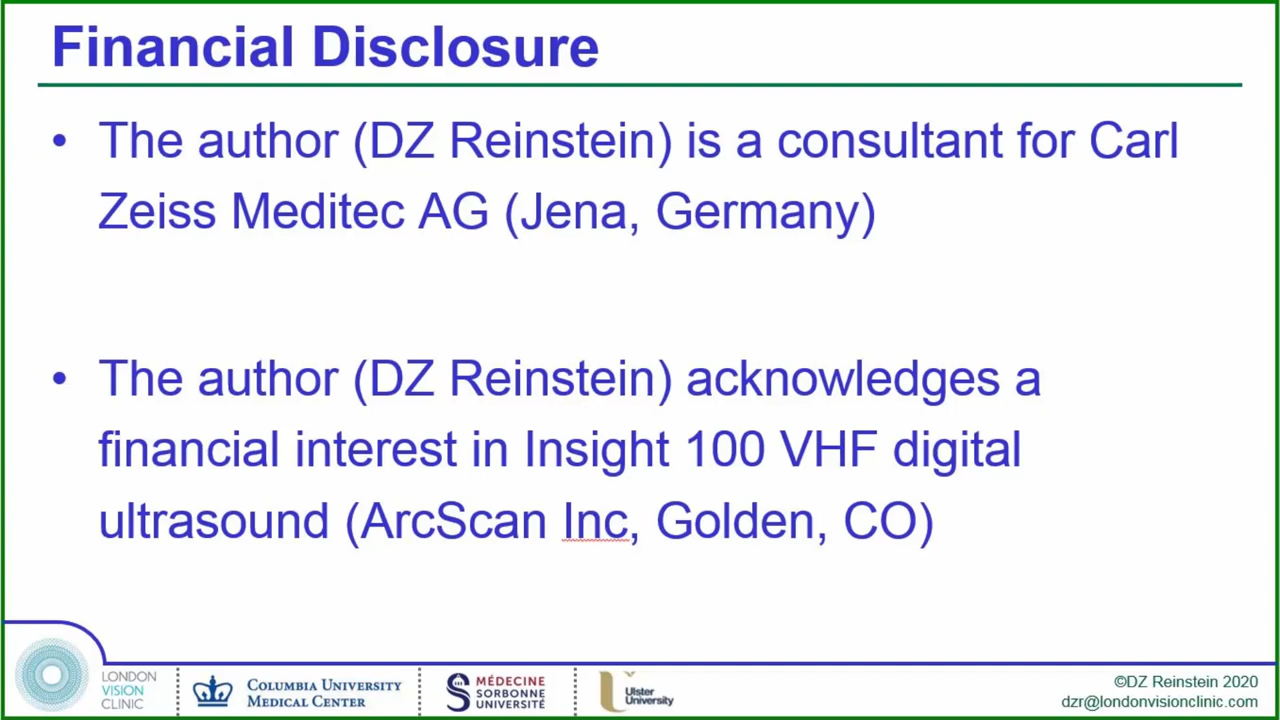 Financial Disclosure
• The author (DZ Reinstein) is a consultant for Carl
Zeiss Meditec AG (Jena, Germany)
• The author (DZ Reinstein) acknowledges a
financial interest in Insight 100 VHF digital
ultrasound (ArcScan Inc, Golden, CO)
LONDON
VISION
CLINIC
COLUMBIA UNIVERSITY
MEDICAL CENTER
MÉDECINE
SORBONNE
UNIVERSITÉ
Ulster
University
©DZ Reinstein 2020
dzr@londonvisionclinic.com